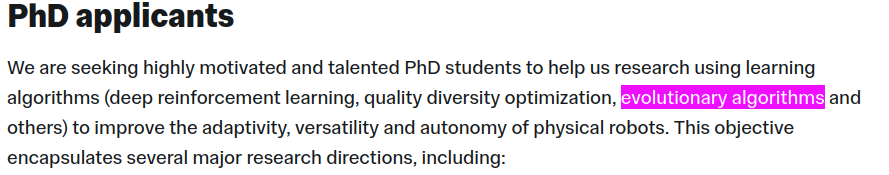 PhD applicants
We are seeking highly motivated and talented PhD students to help us research using learning
algorithms (deep reinforcement learning, quality diversity optimization, evolutionary algorithms and
others) to improve the adaptivity, versatility and autonomy of physical robots. This objective
encapsulates several major research directions, including: